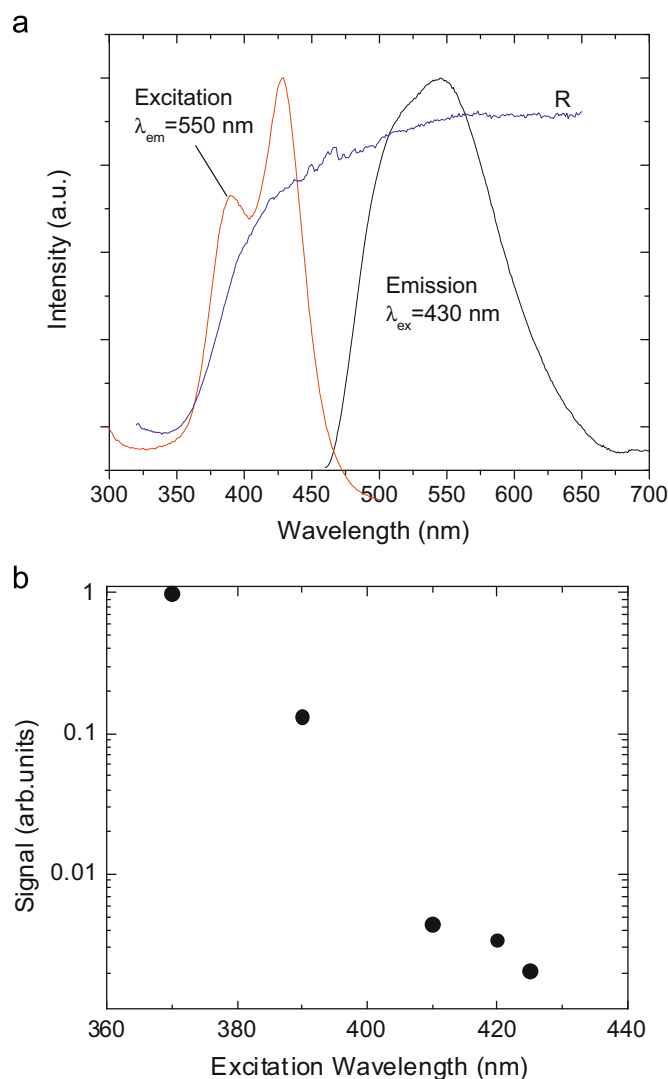 a
Excitation
λem=550 nm
R
Emission
λex=430 nm
Intensity (a.u.)
300 350 400 450 500 550 600 650 700
Wavelength (nm)
b
1
0.1
0.01
Signal (arb.units)
360 380 400 420 440
Excitation Wavelength (nm)